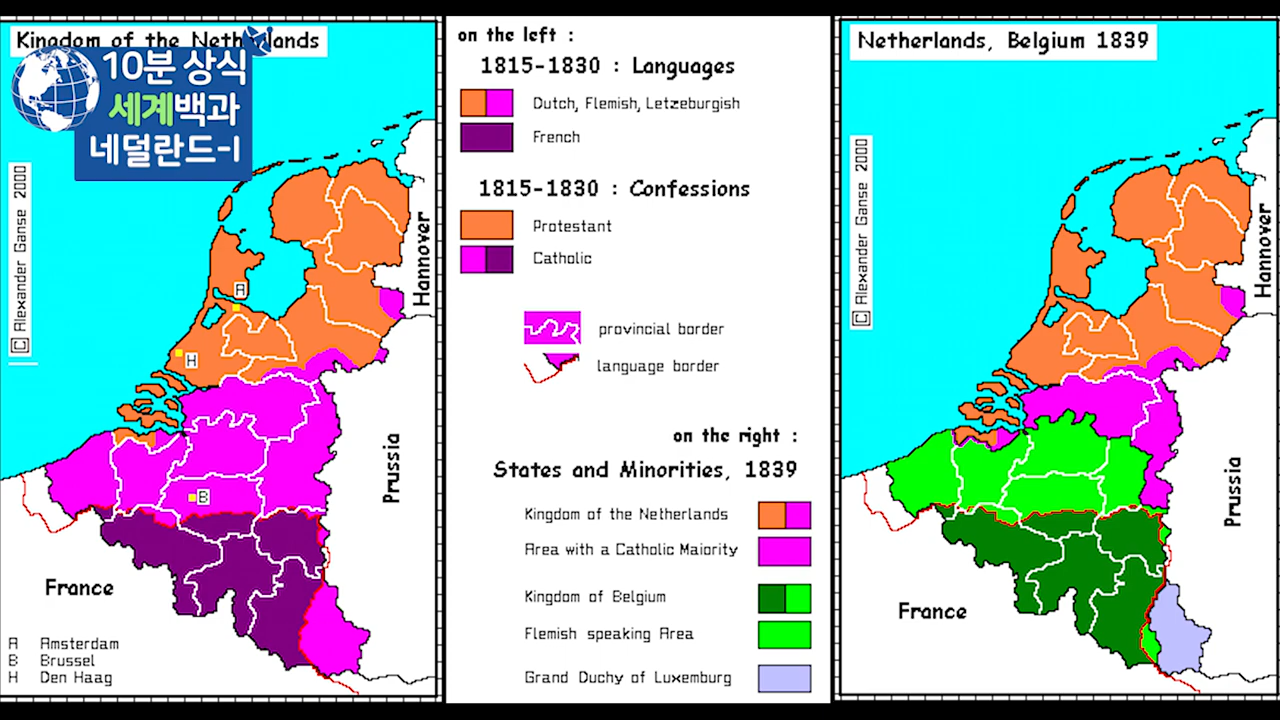 Kingdom of the Netherlands
10분 상식
세계백과
네덜란드-I
C Alexander Ganse 2000
Hannover
A
H
Prussia
B
France
A Amsterdam
B Brussel
H Den Haag
on the left :
1815-1830 : Languages
Dutch, Flemish, Letzeburgish
French
1815-1830 : Confessions
Protestant
Catholic
provincial border
language border
on the right :
States and Minorities, 1839
Kingdom of the Netherlands
Area with a Catholic Maiority
Kingdom of Belgium
Flemish speaking Area
Grand Duchy of Luxemburg
Netherlands, Belgium 1839
C Alexander Ganse 2000
Hannover
Prussia
France